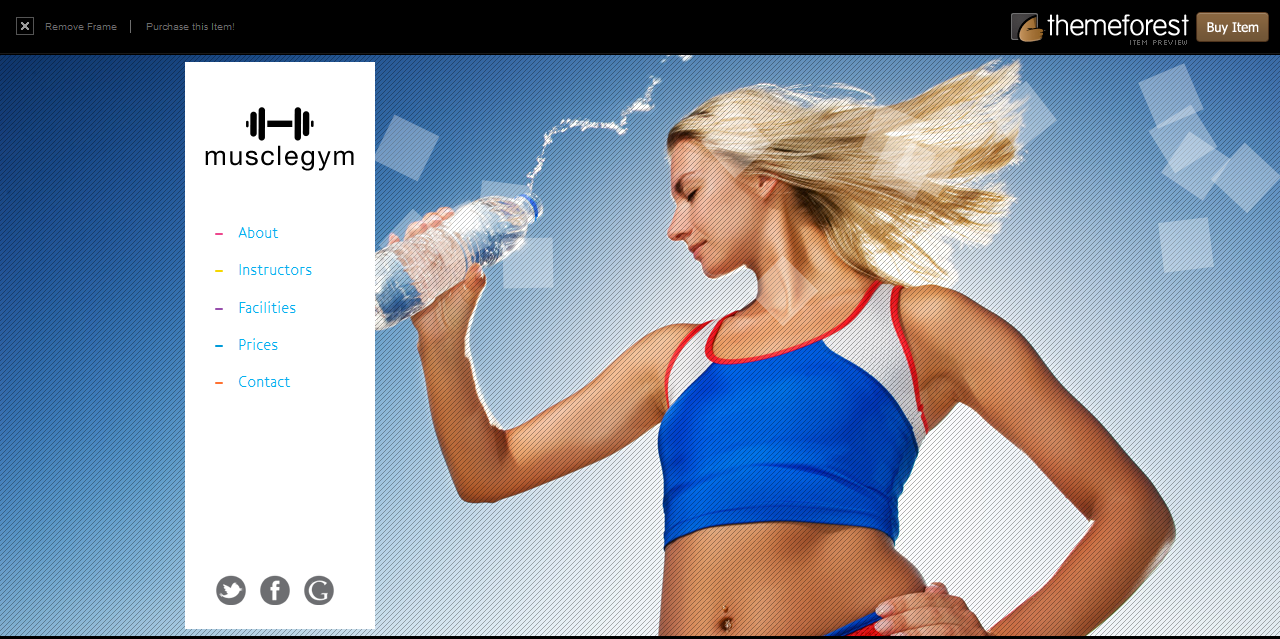 Remove Frame
Purchase this Item!
themeforest
ITEM PREVIEW
Buy Item
musclegym
About
Instructors
Facilities
Prices
Contact